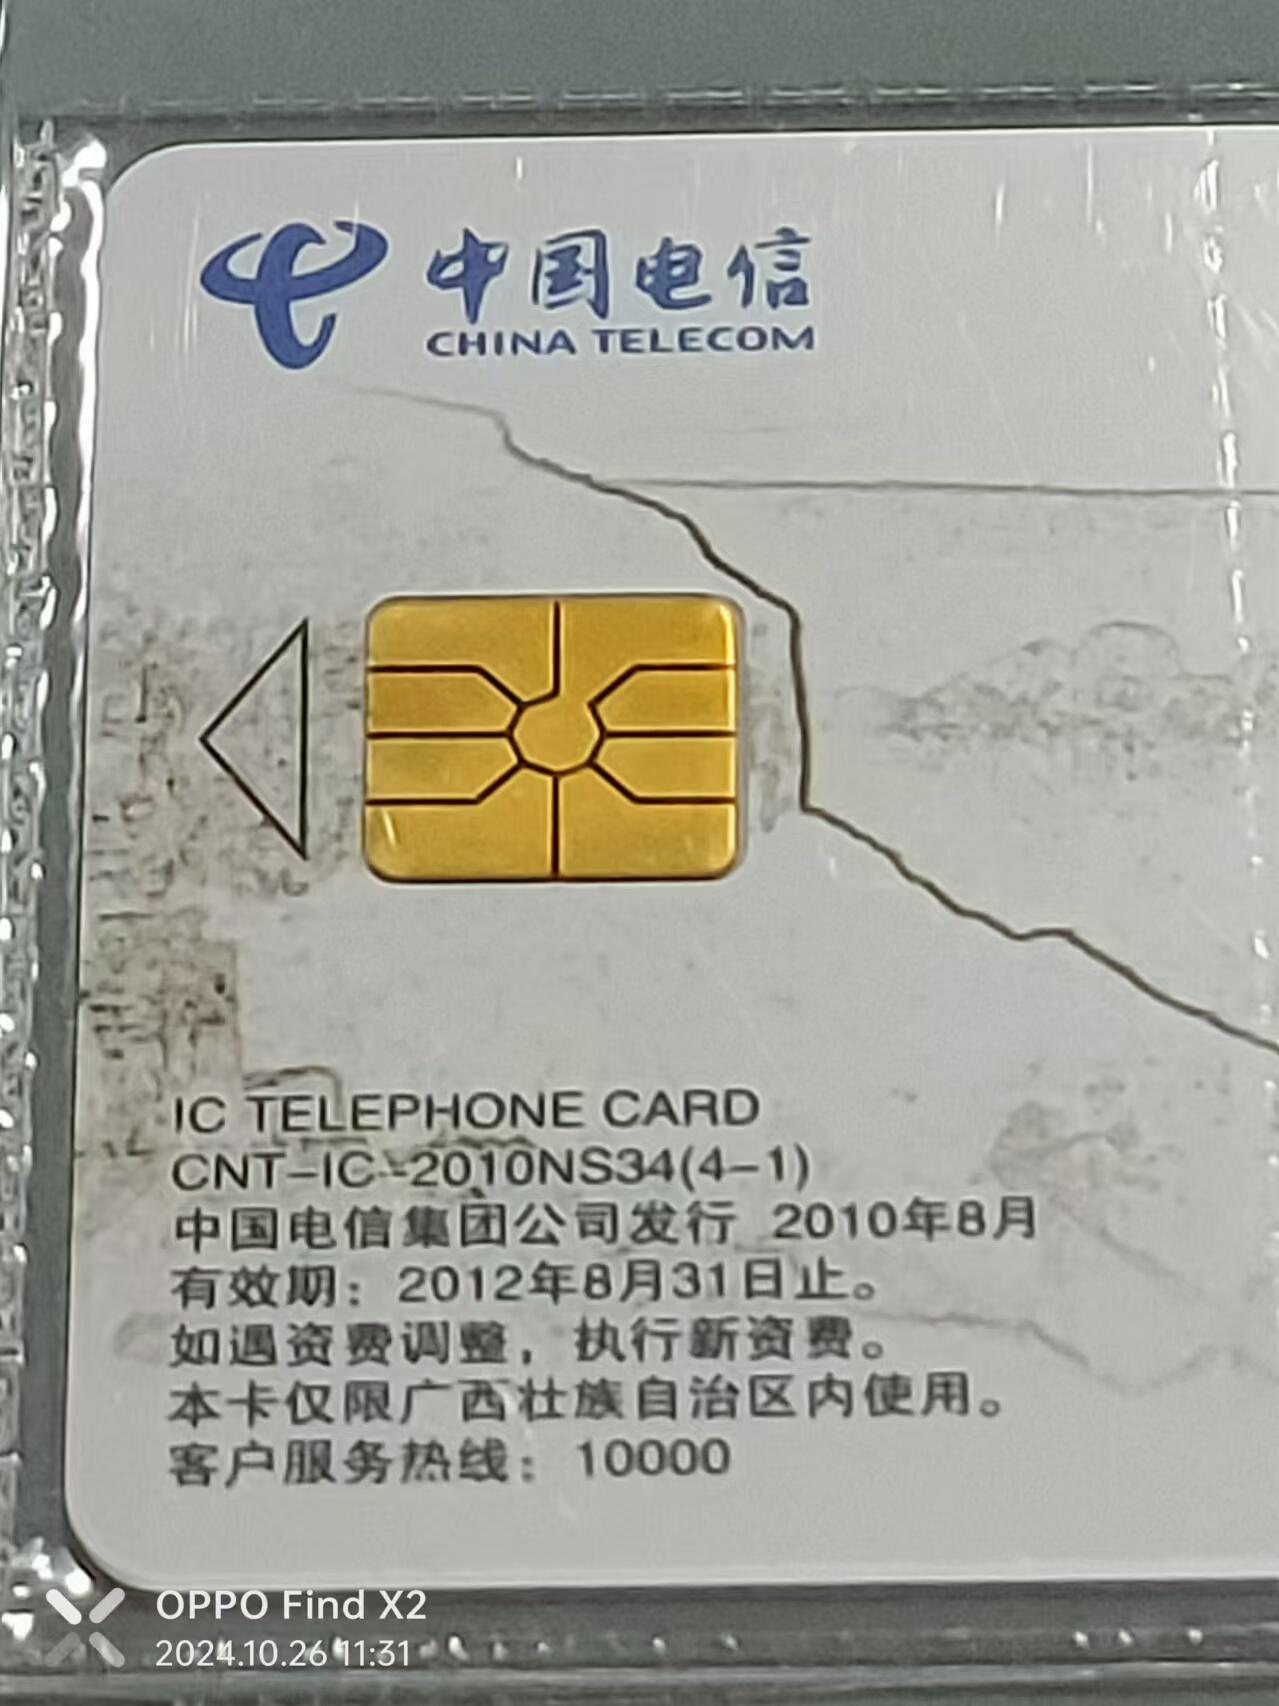 中国电信
CHINA TELECOM
IC TELEPHONE CARD
CNT-IC-2010NS34(4-1)
中国电信集团公司发行 2010年8月
有效期：2012年8月31日止。
如遇资费调整，执行新资费。
本卡仅限广西壮族自治区内使用。
客户服务热线：10000
OPPO Find X2
2024.10.26 11:31